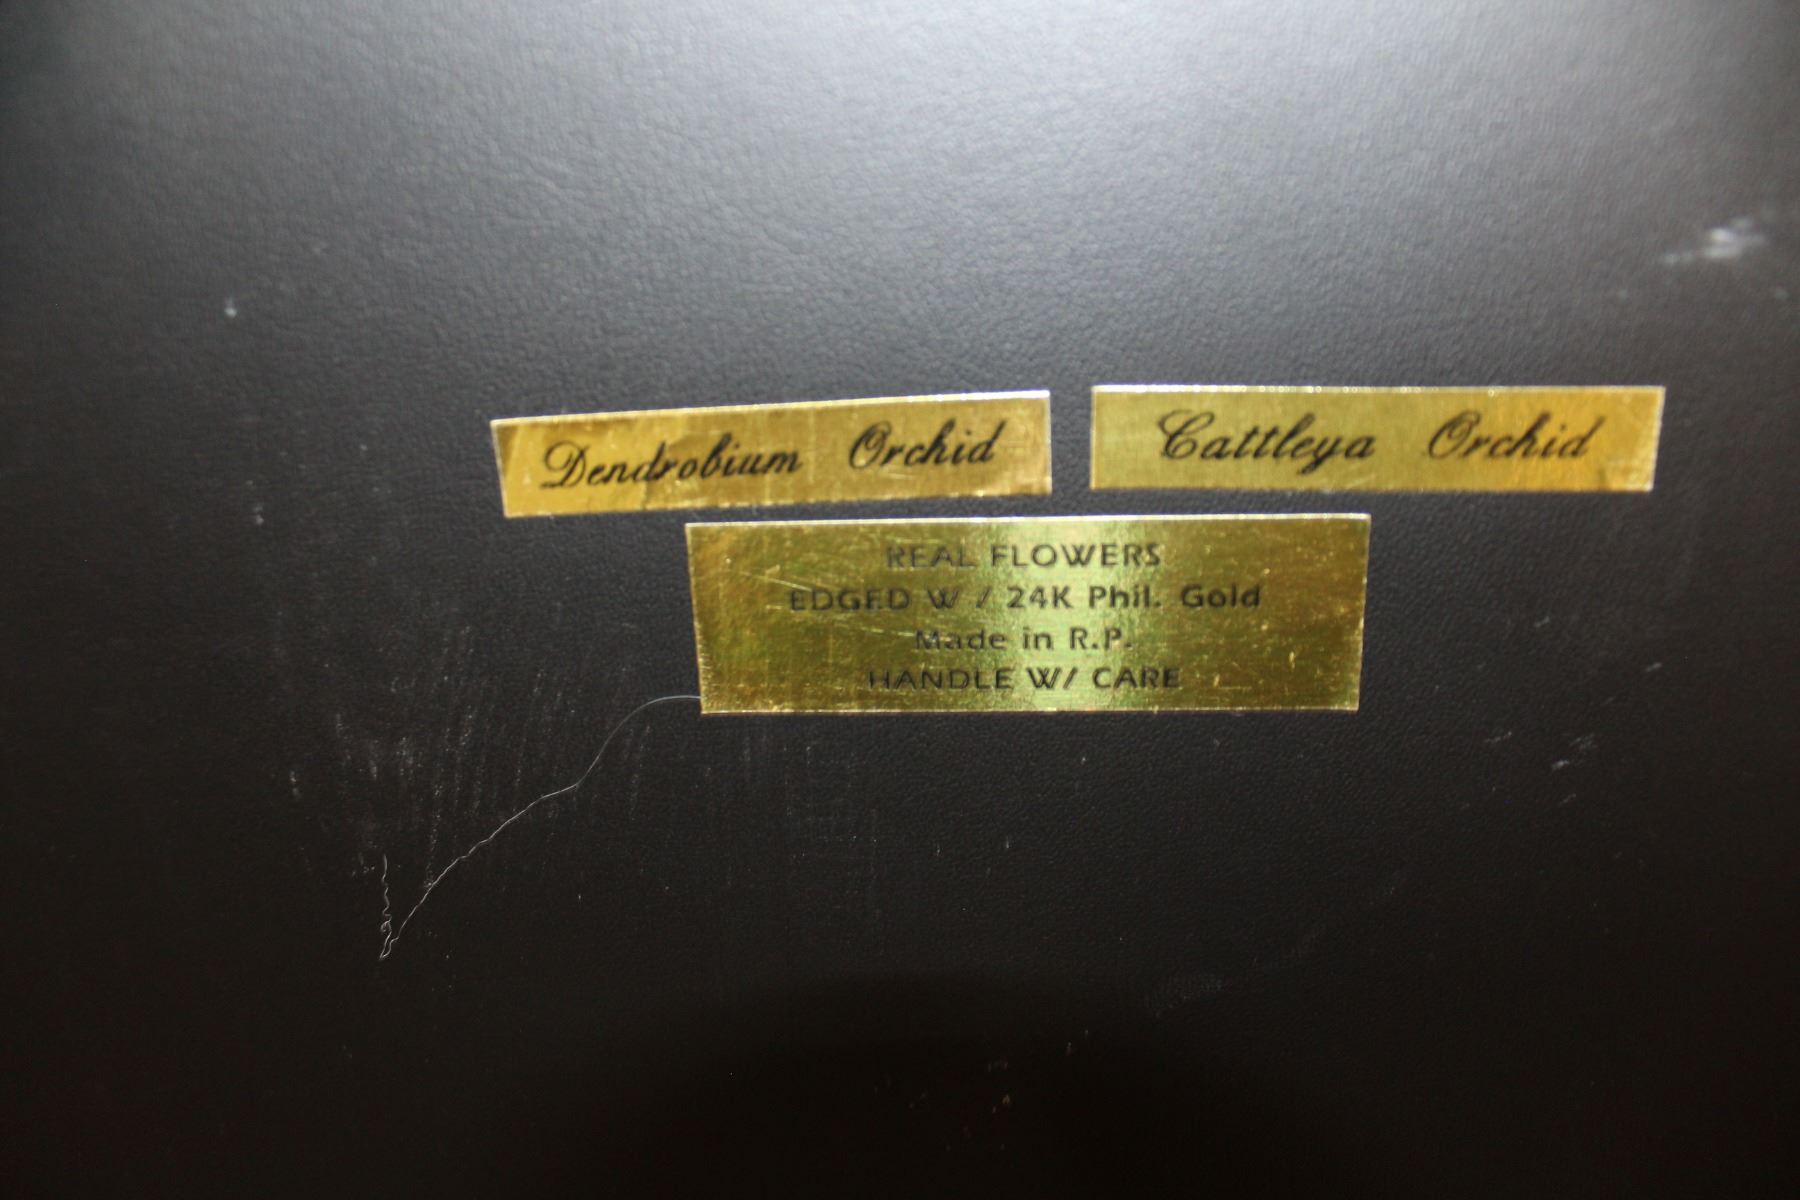 Dendrobium Orchid
Cattleya Orchid
REAL FLOWERS
EDGED W / 24K Phil. Gold
Made in R.P.
HANDLE W/ CARE